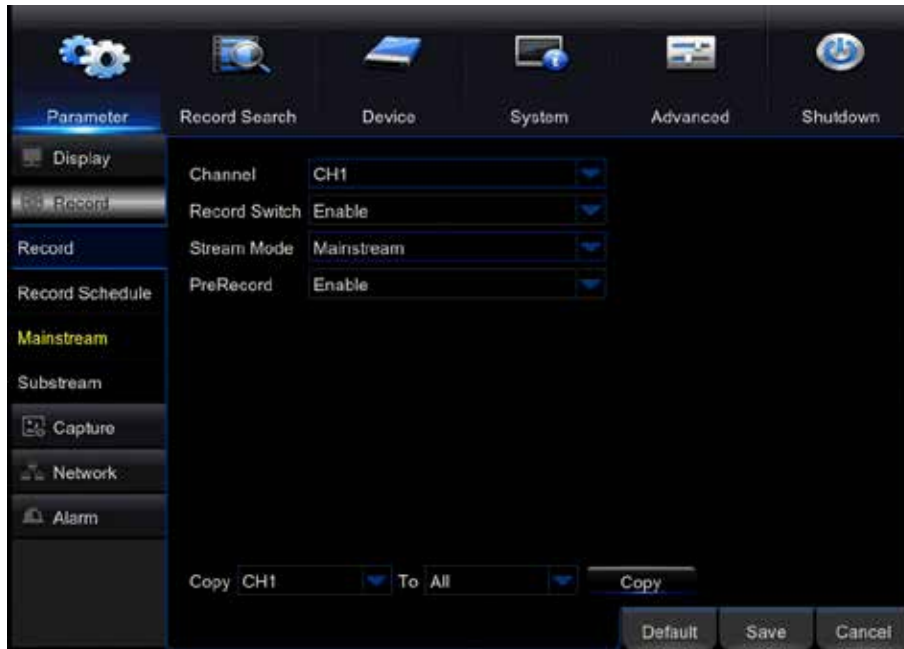 Parameter Record Search Device System Advanced Shutdown
Display
Record
Record
Record Schedule
Mainstream
Substream
Capture
Network
Alarm
Channel CH1
Record Switch Enable
Stream Mode Mainstream
PreRecord Enable
Copy CH1 To All Copy
Default Save Cancel